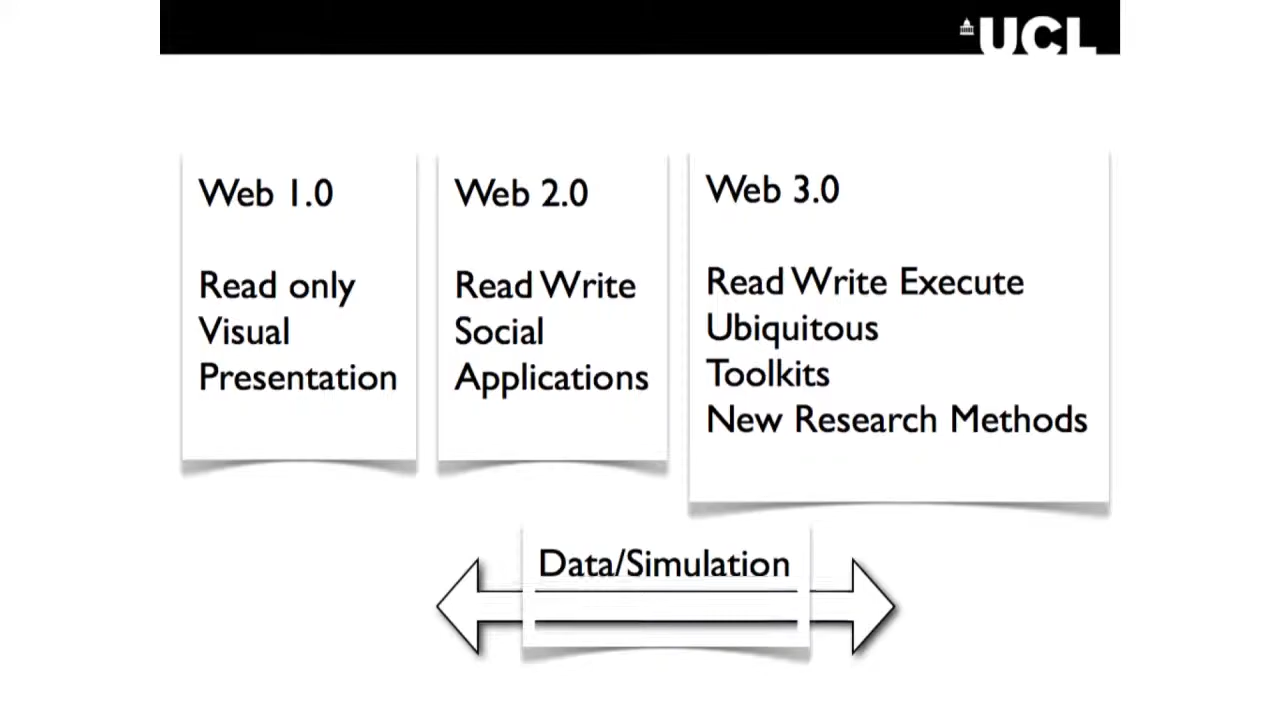 UCL
Web 1.0
Read only
Visual
Presentation
Web 2.0
Read Write
Social
Applications
Web 3.0
Read Write Execute
Ubiquitous
Toolkits
New Research Methods
Data/Simulation